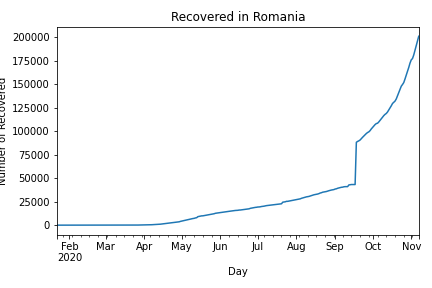 Recovered in Romania
Number of Recovered
200000
175000
150000
125000
100000
75000
50000
25000
0
Feb Mar Apr May Jun Jul Aug Sep Oct Nov
2020
Day